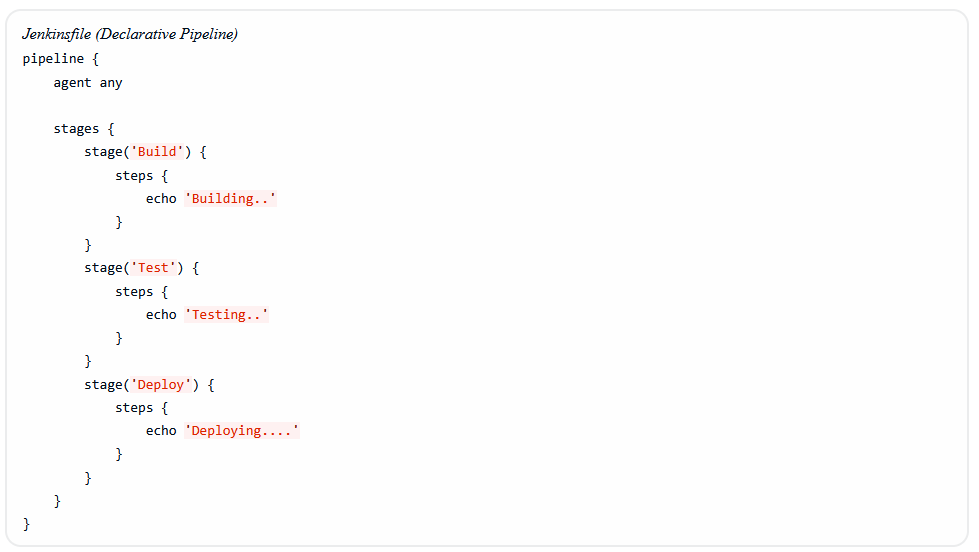 Jenkinsfile (Declarative Pipeline)
pipeline {
    agent any

    stages {
        stage('Build') {
            steps {
                echo 'Building..'
            }
        }
        stage('Test') {
            steps {
                echo 'Testing..'
            }
        }
        stage('Deploy') {
            steps {
                echo 'Deploying....'
            }
        }
    }
}